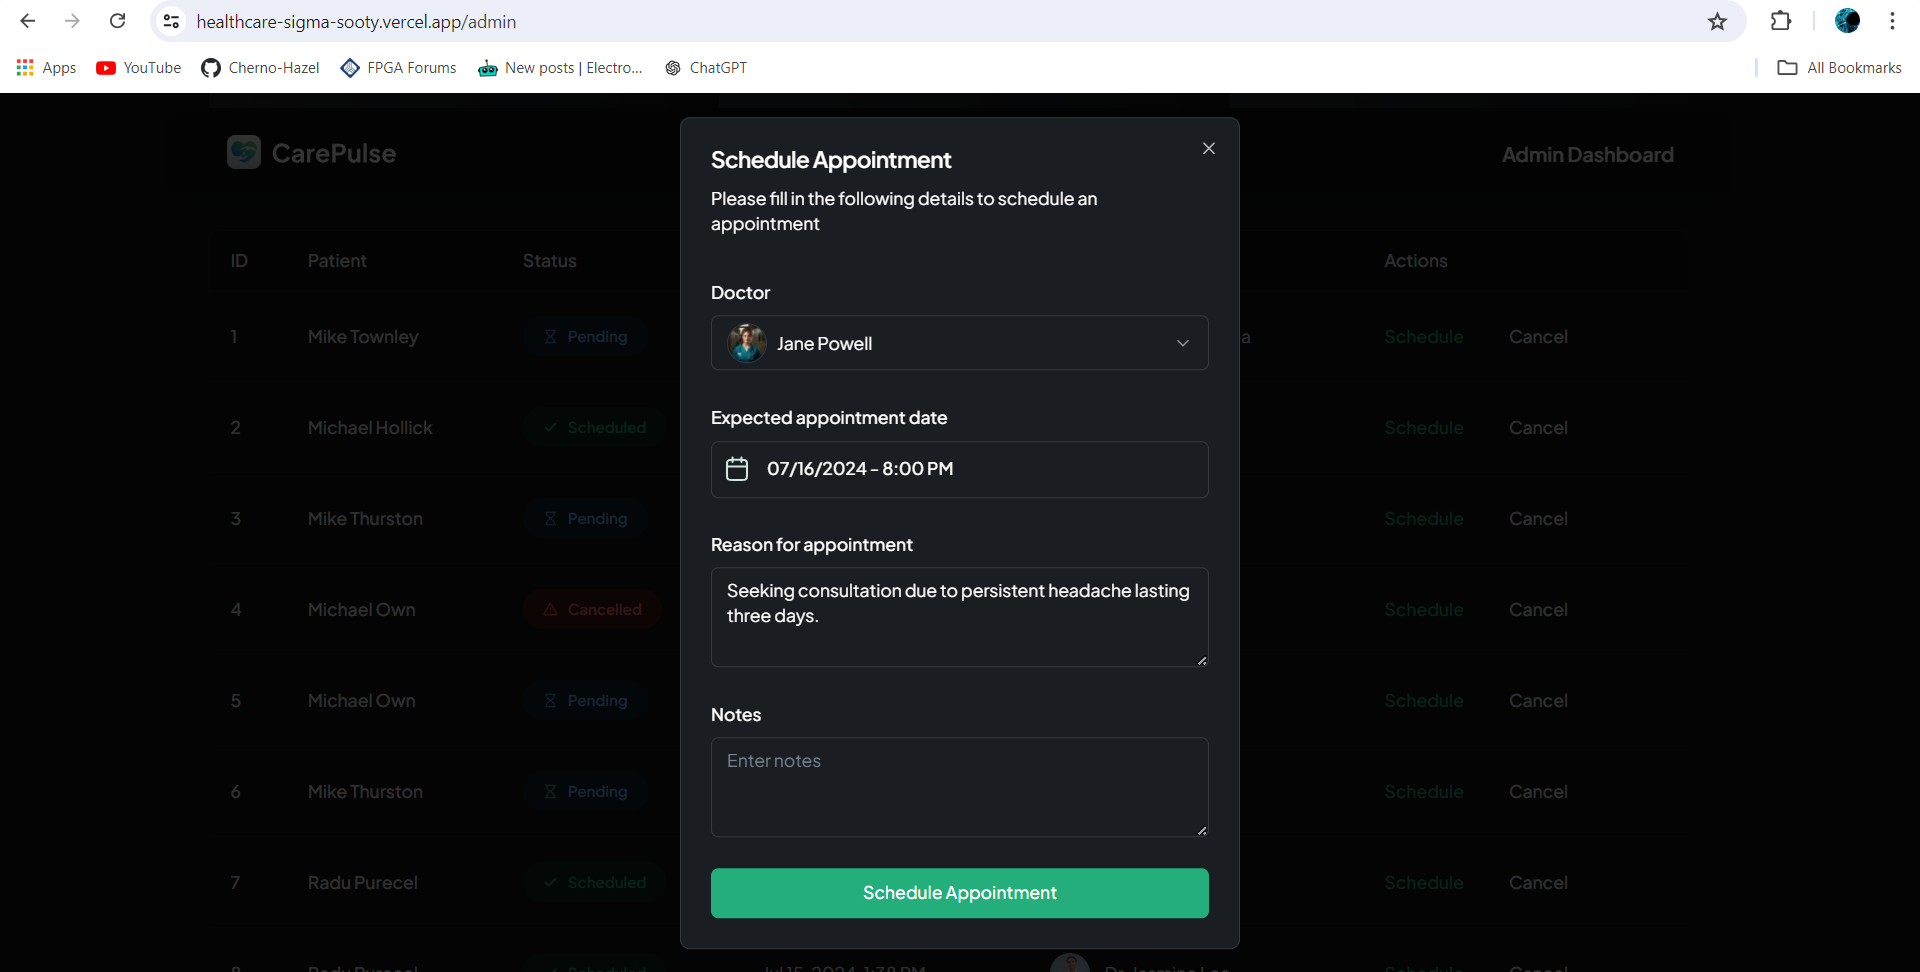 healthcare-sigma-sooty.vercel.app/admin
Apps YouTube Cherno-Hazel FPGA Forums New posts | Electro... ChatGPT All Bookmarks
CarePulse
Admin Dashboard
Schedule Appointment
Please fill in the following details to schedule an
appointment
Doctor
Jane Powell
Expected appointment date
07/16/2024 - 8:00 PM
Reason for appointment
Seeking consultation due to persistent headache lasting
three days.
Notes
Enter notes
Schedule Appointment
ID Patient Status Actions
1 Mike Townley Pending a Schedule Cancel
2 Michael Hollick Scheduled Schedule Cancel
3 Mike Thurston Pending Schedule Cancel
4 Michael Own Cancelled Schedule Cancel
5 Michael Own Pending Schedule Cancel
6 Mike Thurston Pending Schedule Cancel
7 Radu Purecel Scheduled Schedule Cancel
8 Radu Purecel Scheduled Jul 15, 2024, 1:38 PM Dr. Jasmine Lee Schedule Cancel